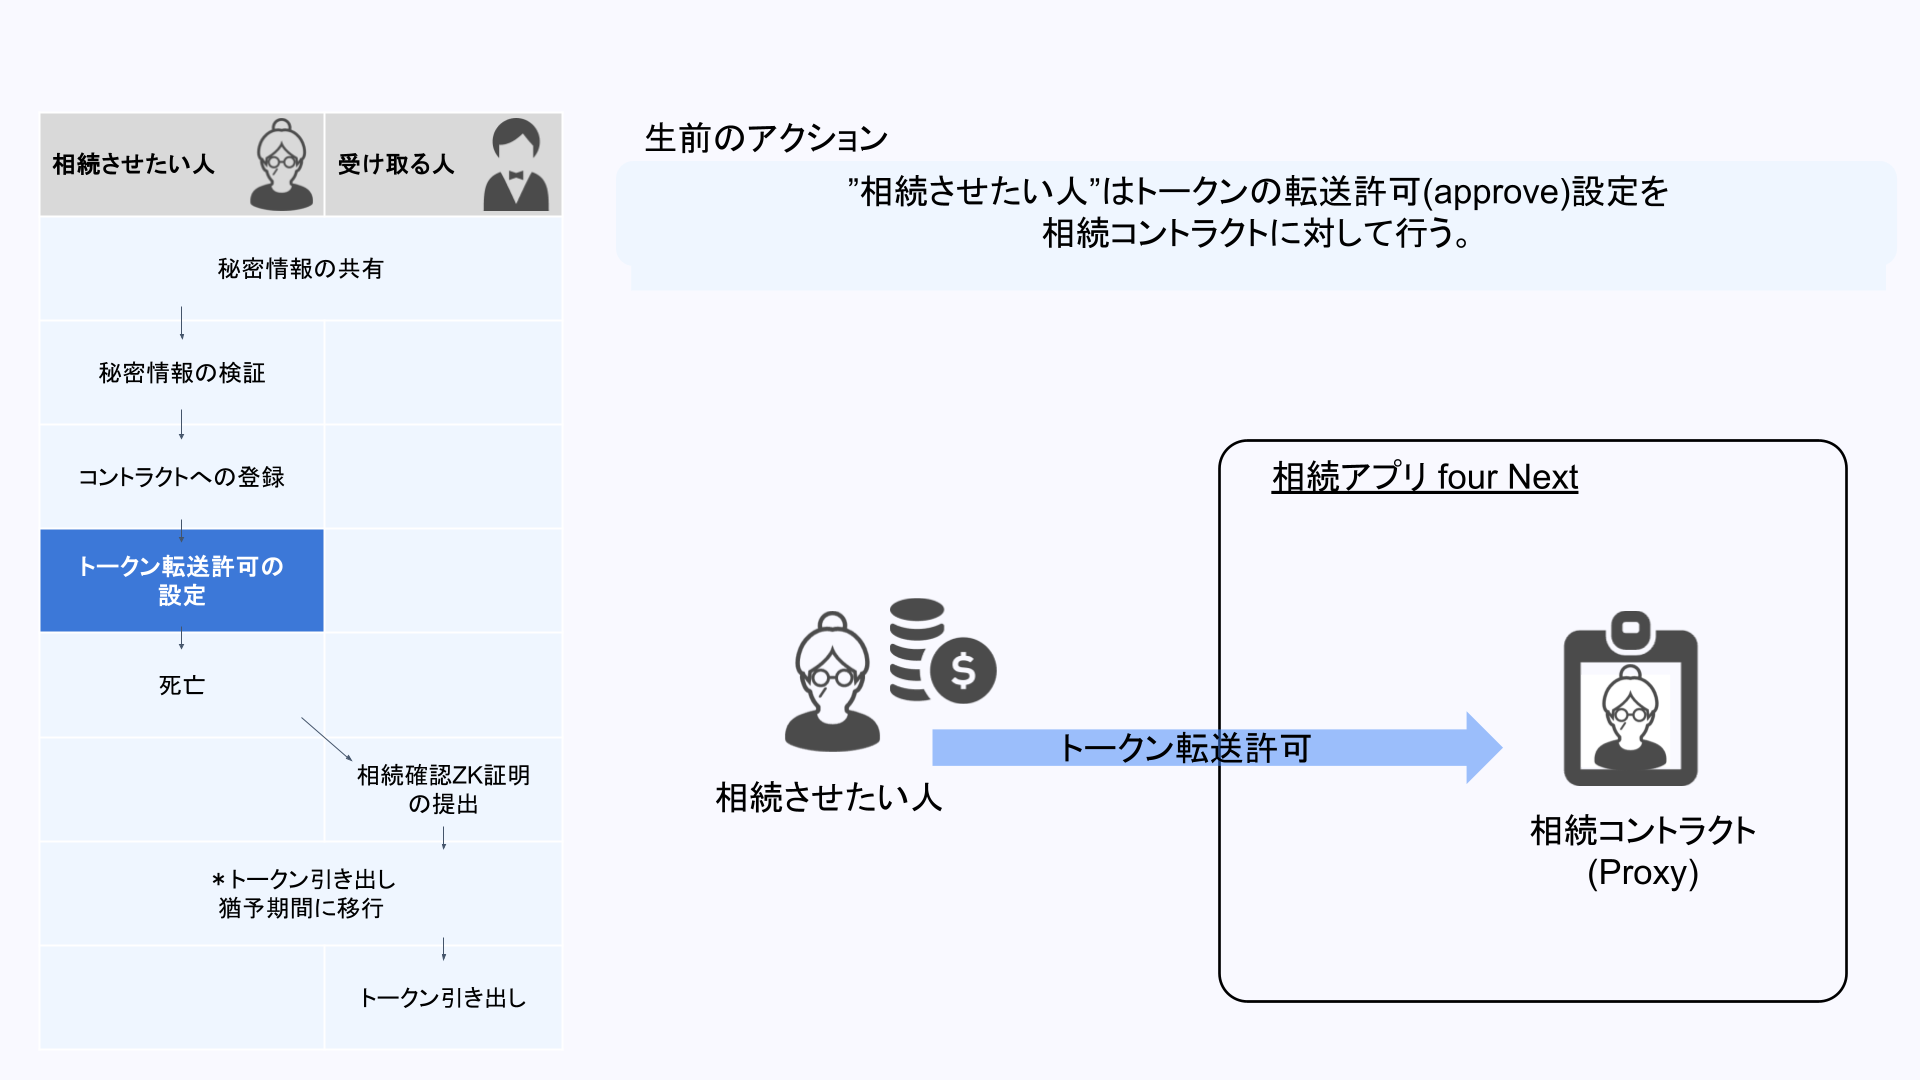 相続させたい人
受け取る人
秘密情報の共有
秘密情報の検証
コントラクトへの登録
トークン転送許可の
設定
死亡
相続確認ZK証明
の提出
*トークン引き出し
猶予期間に移行
トークン引き出し
生前のアクション
”相続させたい人”はトークンの転送許可(approve)設定を
相続コントラクトに対して行う。
相続アプリ four Next
$
トークン転送許可
相続させたい人
相続コントラクト
(Proxy)